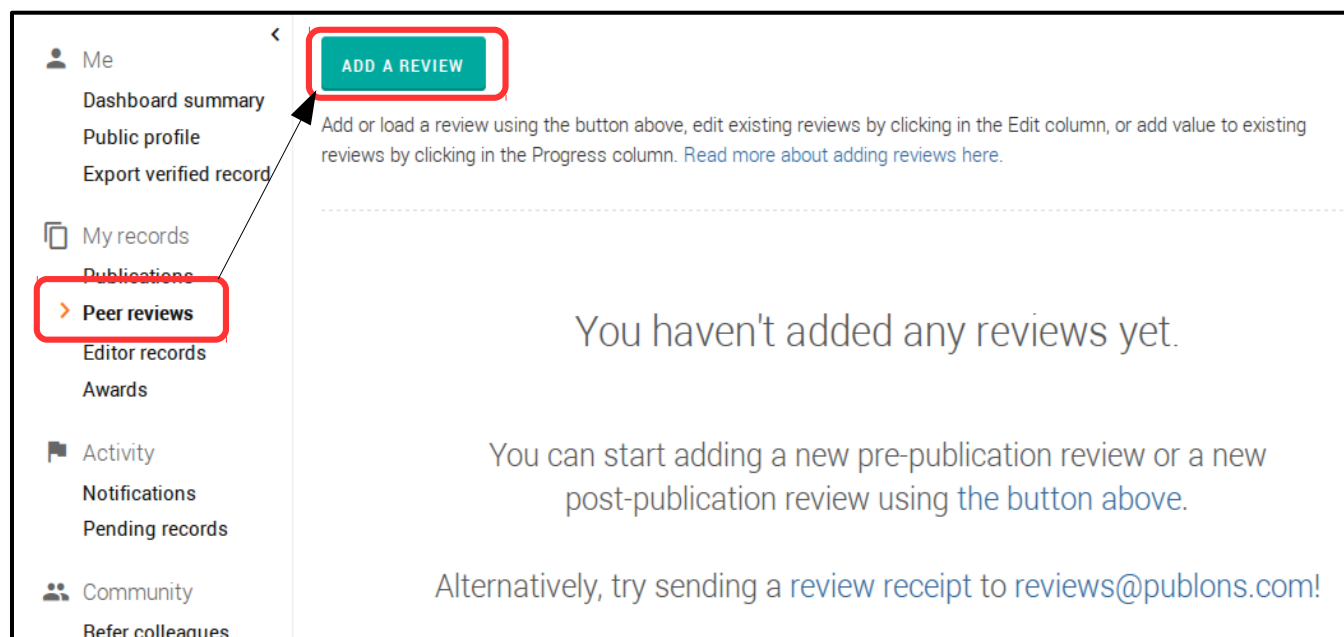 Me
Dashboard summary
Public profile
Export verified record
My records
Publications
Peer reviews
Editor records
Awards
Activity
Notifications
Pending records
Community
Refer colleagues
ADD A REVIEW
Add or load a review using the button above, edit existing reviews by clicking in the Edit column, or add value to existing
reviews by clicking in the Progress column. Read more about adding reviews here.
You haven't added any reviews yet.
You can start adding a new pre-publication review or a new
post-publication review using the button above.
Alternatively, try sending a review receipt to reviews@publons.com!